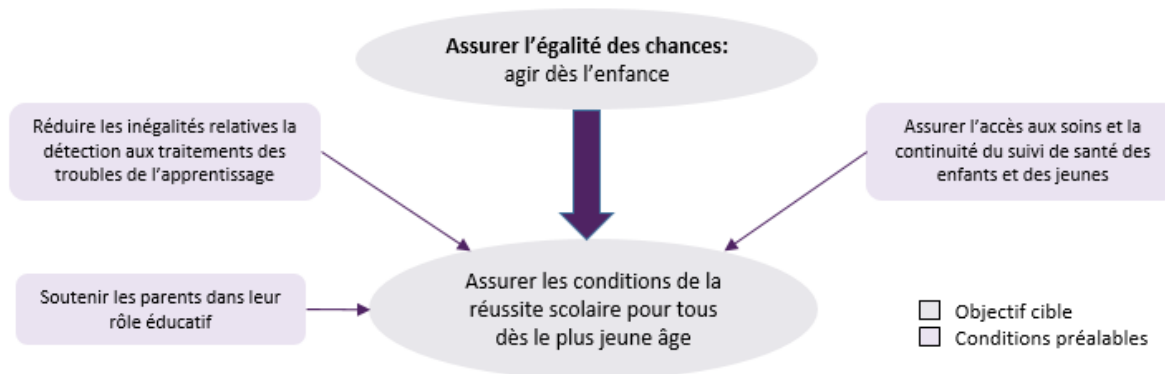 Assurer l’égalité des chances:
agir dès l’enfance
Réduire les inégalités relatives la
détection aux traitements des
troubles de l’apprentissage
Assurer l’accès aux soins et la
continuité du suivi de santé des
enfants et des jeunes
Soutenir les parents dans leur
rôle éducatif
Assurer les conditions de la
réussite scolaire pour tous
dès le plus jeune âge
Objectif cible
Conditions préalables